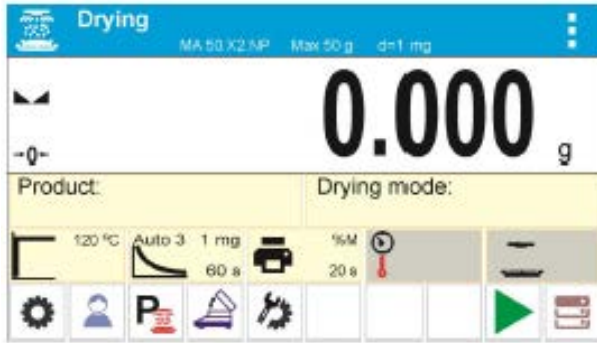 Drying
MA 50.X2.NP Max 50 g d=1 mg
0.000 g
→0←
Product: Drying mode:
120 °C Auto 3 1 mg %M
60 s 20 s
P